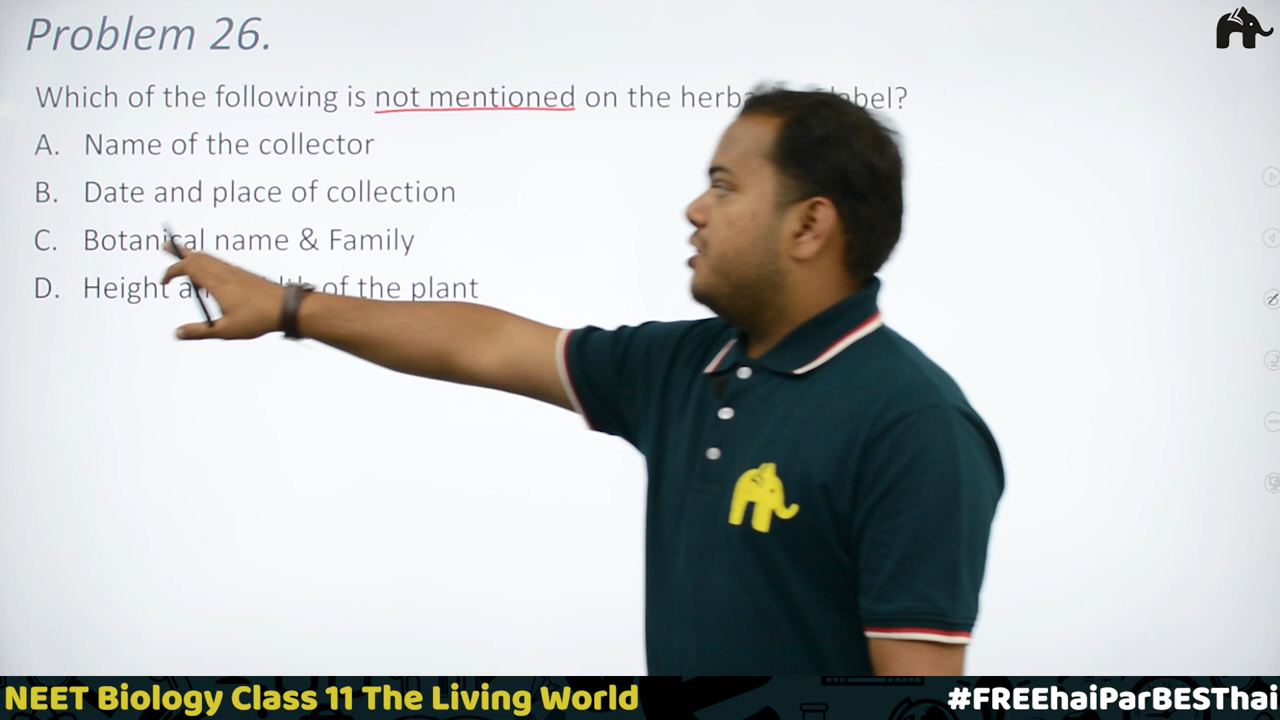 Problem 26.
Which of the following is not mentioned on the label?
A. Name of the collector
B. Date and place of collection
C. Botanical name & Family
D. Height of the plant
NEET Biology Class 11 The Living World
#FREEhaiParBESThai